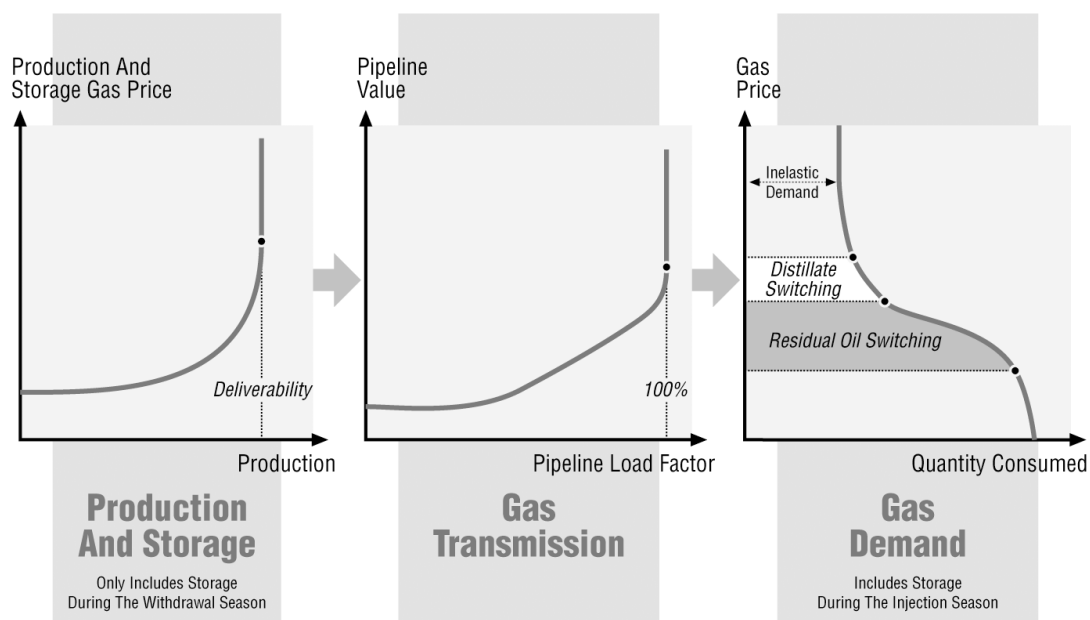 Production And
Storage Gas Price
Deliverability
Production
Production
And Storage
Only Includes Storage
During The Withdrawal Season
Pipeline
Value
100%
Pipeline Load Factor
Gas
Transmission
Gas
Price
Inelastic
Demand
Distillate
Switching
Residual Oil Switching
Quantity Consumed
Gas
Demand
Includes Storage
During The Injection Season